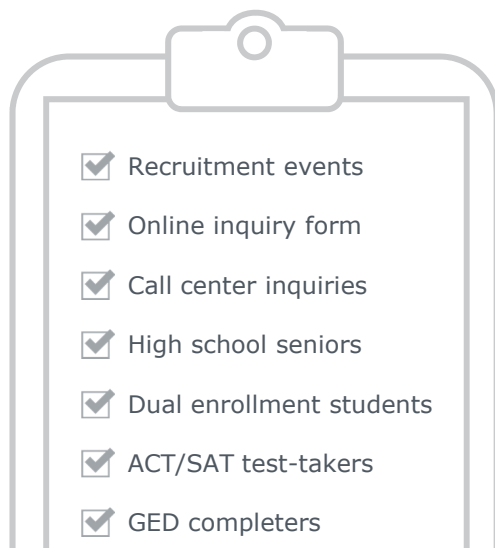 Recruitment events
Online inquiry form
Call center inquiries
High school seniors
Dual enrollment students
ACT/SAT test-takers
GED completers